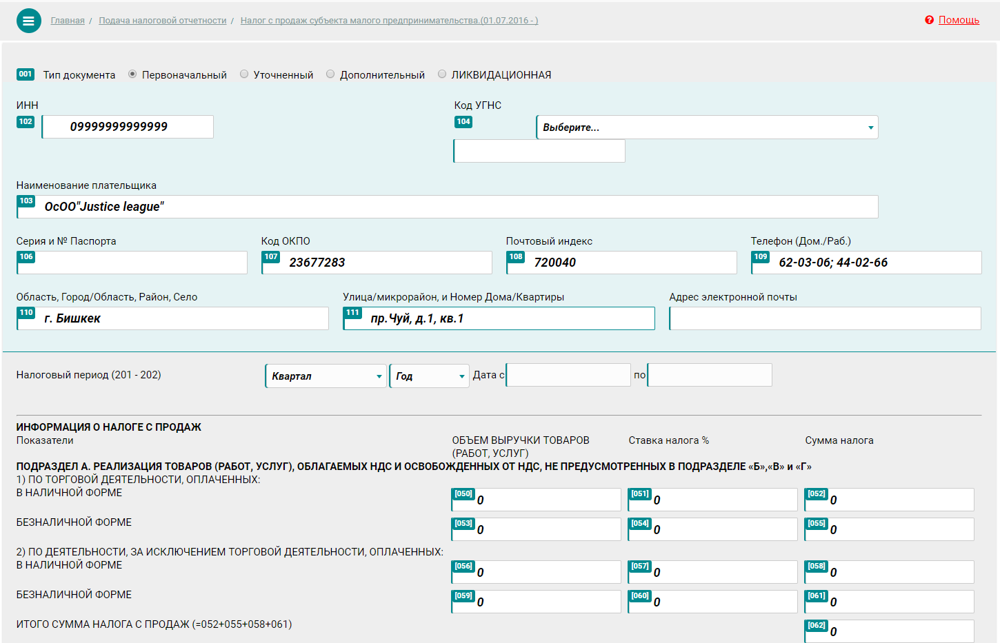 Главная / Подача налоговой отчетности / Налог с продаж субъекта малого предпринимательства.(01.07.2016 - )
? Помощь
001 Тип документа Первоначальный Уточненный Дополнительный ЛИКВИДАЦИОННАЯ
ИНН Код УГНС
102 09999999999999 104 Выберите...
Наименование плательщика
103 ОсОО"Justice league"
Серия и № Паспорта Код ОКПО Почтовый индекс Телефон (Дом./Раб.)
106 107 23677283 108 720040 109 62-03-06; 44-02-66
Область, Город/Область, Район, Село Улица/микрорайон, и Номер Дома/Квартиры Адрес электронной почты
110 г. Бишкек 111 пр.Чуй, д.1, кв.1
Налоговый период (201 - 202) Квартал Год Дата с по
ИНФОРМАЦИЯ О НАЛОГЕ С ПРОДАЖ
Показатели ОБЪЕМ ВЫРУЧКИ ТОВАРОВ Ставка налога % Сумма налога
(РАБОТ, УСЛУГ)
ПОДРАЗДЕЛ А. РЕАЛИЗАЦИЯ ТОВАРОВ (РАБОТ, УСЛУГ), ОБЛАГАЕМЫХ НДС И ОСВОБОЖДЕННЫХ ОТ НДС, НЕ ПРЕДУСМОТРЕННЫХ В ПОДРАЗДЕЛЕ «Б»,«В» и «Г»
1) ПО ТОРГОВОЙ ДЕЯТЕЛЬНОСТИ, ОПЛАЧЕННЫХ:
В НАЛИЧНОЙ ФОРМЕ [050] 0 [051] 0 [052] 0
БЕЗНАЛИЧНОЙ ФОРМЕ [053] 0 [054] 0 [055] 0
2) ПО ДЕЯТЕЛЬНОСТИ, ЗА ИСКЛЮЧЕНИЕМ ТОРГОВОЙ ДЕЯТЕЛЬНОСТИ, ОПЛАЧЕННЫХ:
В НАЛИЧНОЙ ФОРМЕ [056] 0 [057] 0 [058] 0
БЕЗНАЛИЧНОЙ ФОРМЕ [059] 0 [060] 0 [061] 0
ИТОГО СУММА НАЛОГА С ПРОДАЖ (=052+055+058+061) [062] 0